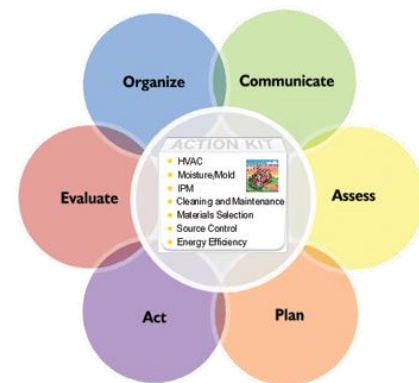 Organize
Communicate
Evaluate
ACTION KIT
HVAC
Moisture/Mold
IPM
Cleaning and Maintenance
Materials Selection
Source Control
Energy Efficiency
Assess
Act
Plan